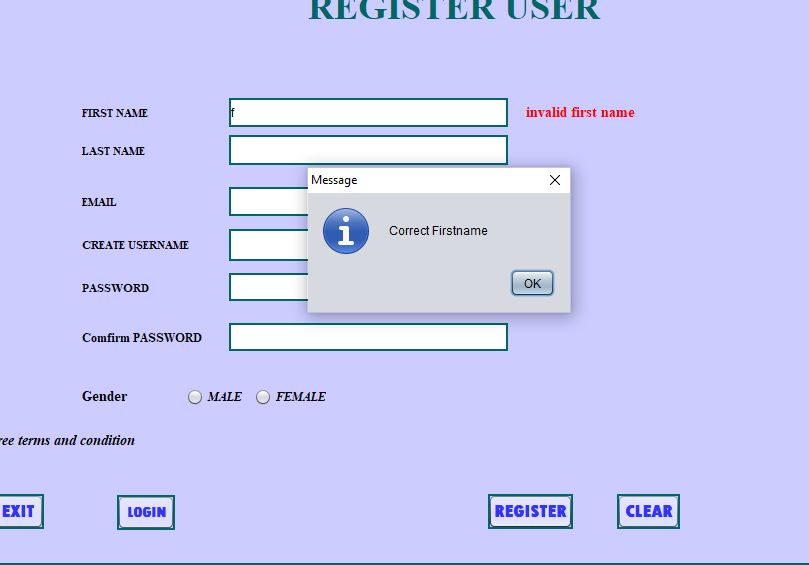 REGISTER USER
FIRST NAME
f
invalid first name
LAST NAME
Message
EMAIL
Correct Firstname
CREATE USERNAME
OK
PASSWORD
Comfirm PASSWORD
Gender MALE FEMALE
ree terms and condition
EXIT LOGIN REGISTER CLEAR